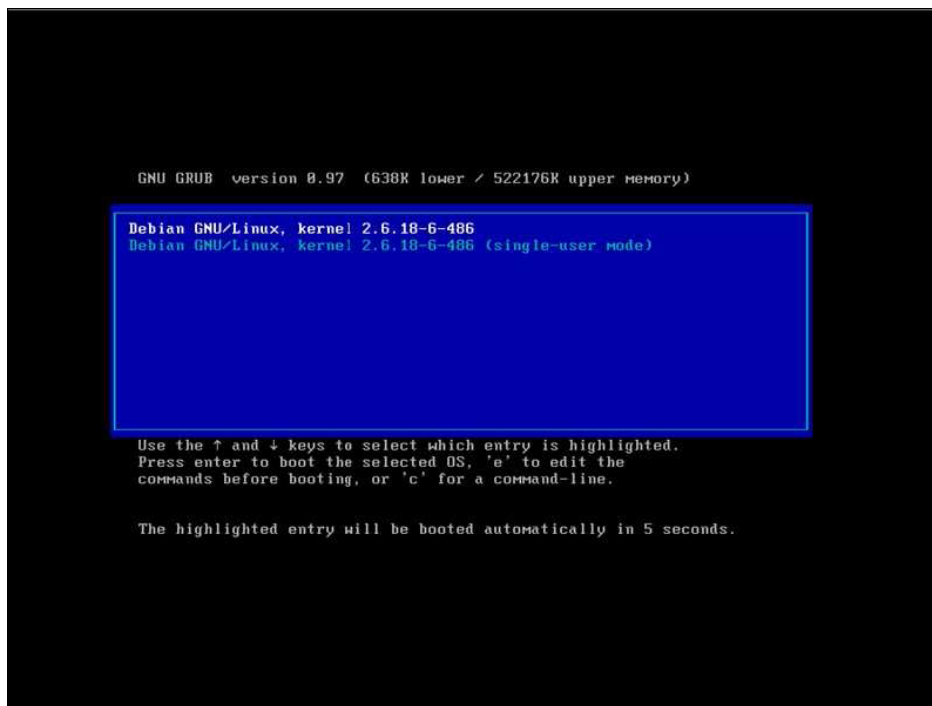 GNU GRUB  version 0.97  (638K lower / 522176K upper memory)
Debian GNU/Linux, kernel 2.6.18-6-486
Debian GNU/Linux, kernel 2.6.18-6-486 (single-user mode)
Use the ↑ and ↓ keys to select which entry is highlighted.
Press enter to boot the selected OS, 'e' to edit the
commands before booting, or 'c' for a command-line.
The highlighted entry will be booted automatically in 5 seconds.